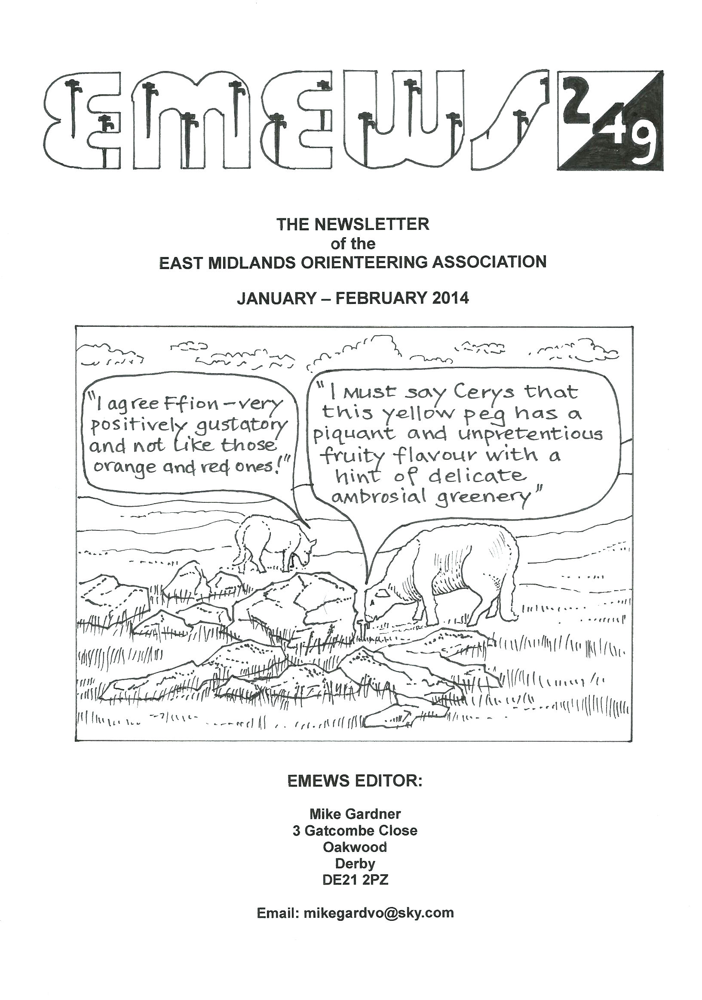 EMEWS 249
THE NEWSLETTER
of the
EAST MIDLANDS ORIENTEERING ASSOCIATION
JANUARY – FEBRUARY 2014
"I agree Ffion – very
positively gustatory
and not like those
orange and red ones!"
"I must say Cerys that
this yellow peg has a
piquant and unpretentious
fruity flavour with a
hint of delicate
ambrosial greenery"
EMEWS EDITOR:
Mike Gardner
3 Gatcombe Close
Oakwood
Derby
DE21 2PZ
Email: mikegardvo@sky.com